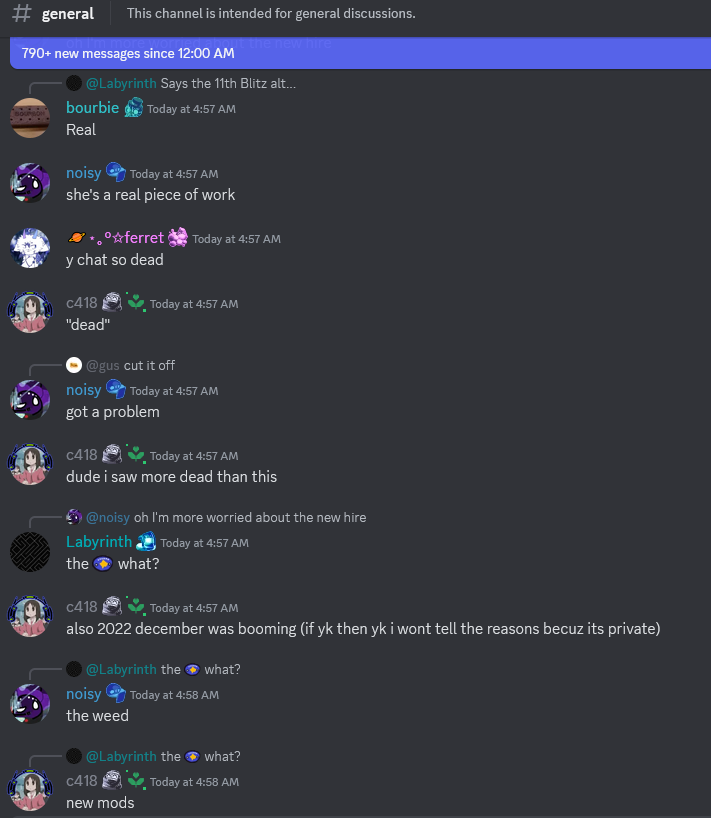 # general This channel is intended for general discussions.
oh I'm more worried about the new hire
790+ new messages since 12:00 AM
@Labyrinth Says the 11th Blitz alt...
bourbie Today at 4:57 AM
Real
noisy Today at 4:57 AM
she's a real piece of work
🪐⋆｡°✩ferret Today at 4:57 AM
y chat so dead
c418 Today at 4:57 AM
"dead"
@gus cut it off
noisy Today at 4:57 AM
got a problem
c418 Today at 4:57 AM
dude i saw more dead than this
@noisy oh I'm more worried about the new hire
Labyrinth Today at 4:57 AM
the what?
c418 Today at 4:57 AM
also 2022 december was booming (if yk then yk i wont tell the reasons becuz its private)
@Labyrinth the what?
noisy Today at 4:58 AM
the weed
@Labyrinth the what?
c418 Today at 4:58 AM
new mods